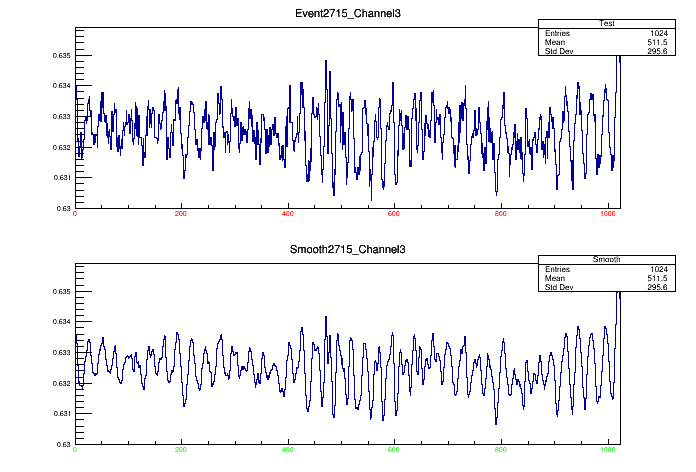 Event2715_Channel3
Test
Entries 1024
Mean 511.5
Std Dev 295.6
0.635
0.634
0.633
0.632
0.631
0.63
0 200 400 600 800 1000
Smooth2715_Channel3
Smooth
Entries 1024
Mean 511.5
Std Dev 295.6
0.635
0.634
0.633
0.632
0.631
0.63
0 200 400 600 800 1000